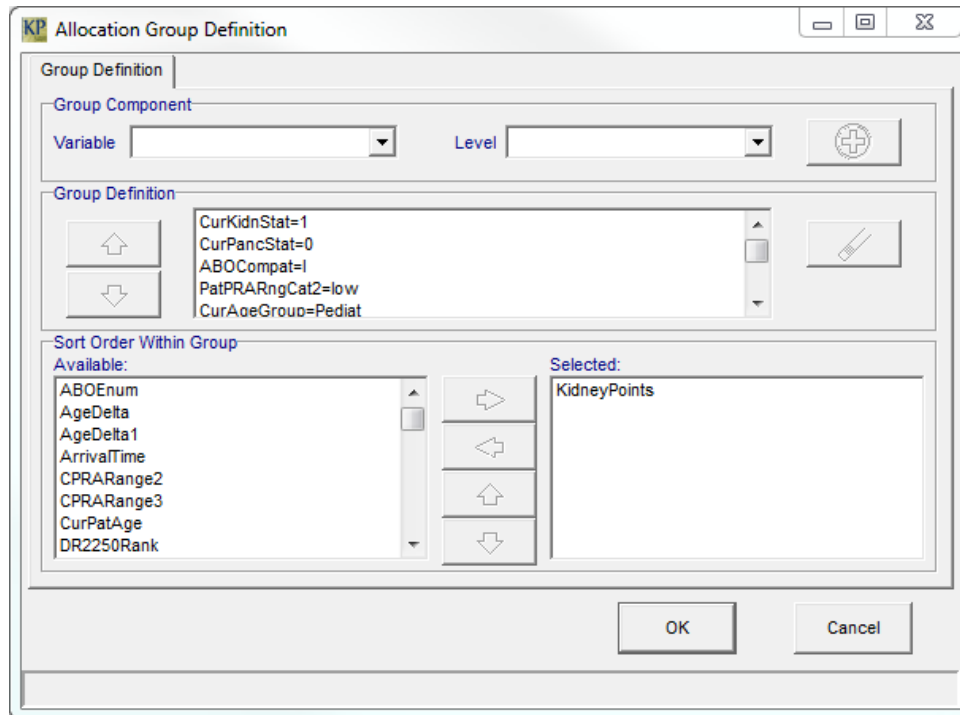 KP Allocation Group Definition
Group Definition
Group Component
Variable Level
Group Definition
CurKidnStat=1
CurPancStat=0
ABOCompat=I
PatPRARngCat2=low
CurAgeGroup=Pediat
Sort Order Within Group
Available: Selected:
ABOEnum KidneyPoints
AgeDelta
AgeDelta1
ArrivalTime
CPRARange2
CPRARange3
CurPatAge
DR2250Rank
OK Cancel